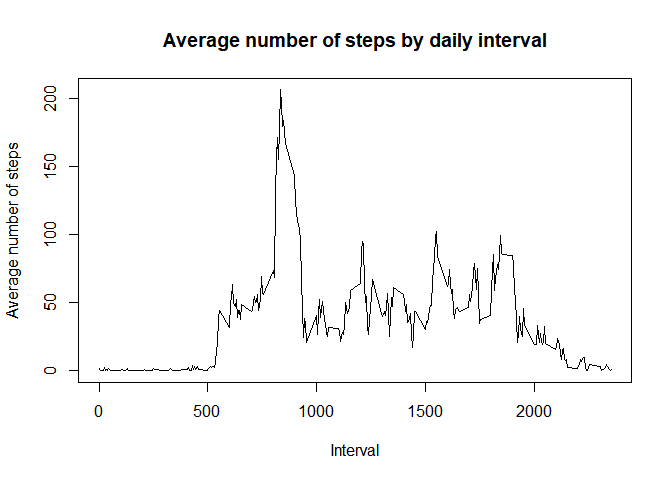 Average number of steps by daily interval
Average number of steps
200
150
100
50
0
0 500 1000 1500 2000
Interval